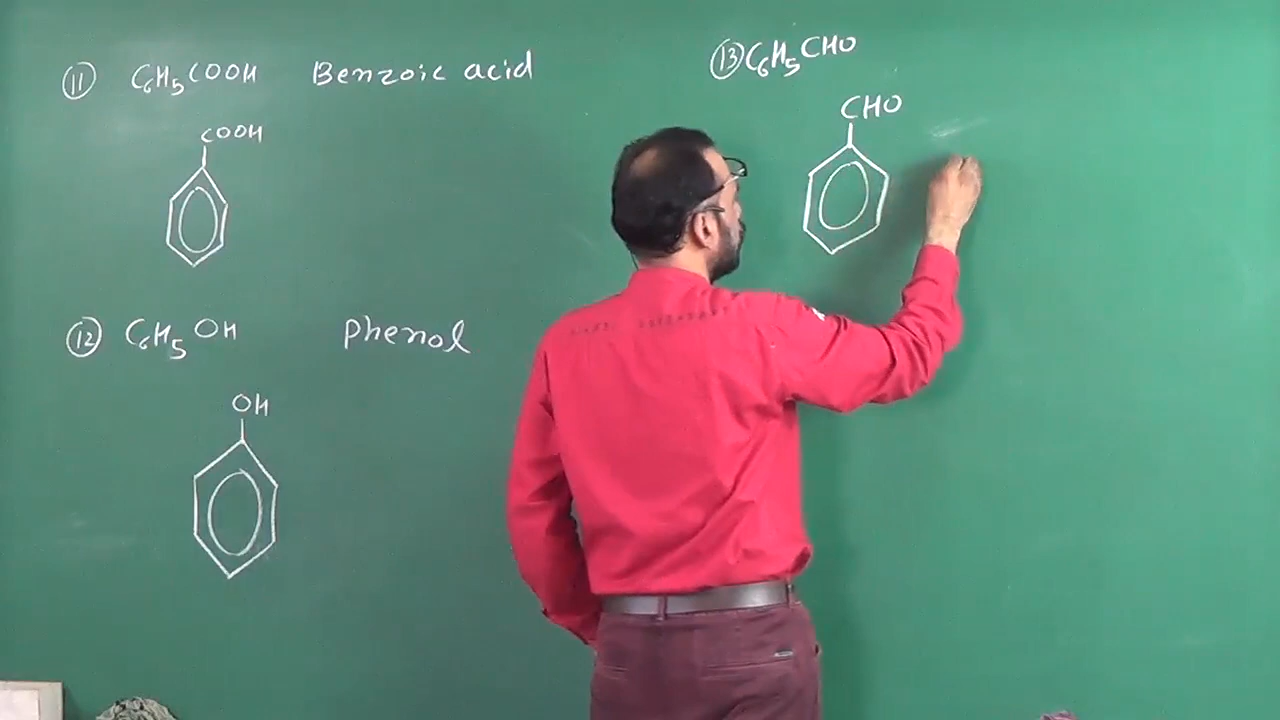 ⑪ C₆H₅COOH Benzoic acid
COOH
⑫ C₆H₅OH Phenol
OH
⑬ C₆H₅CHO
CHO